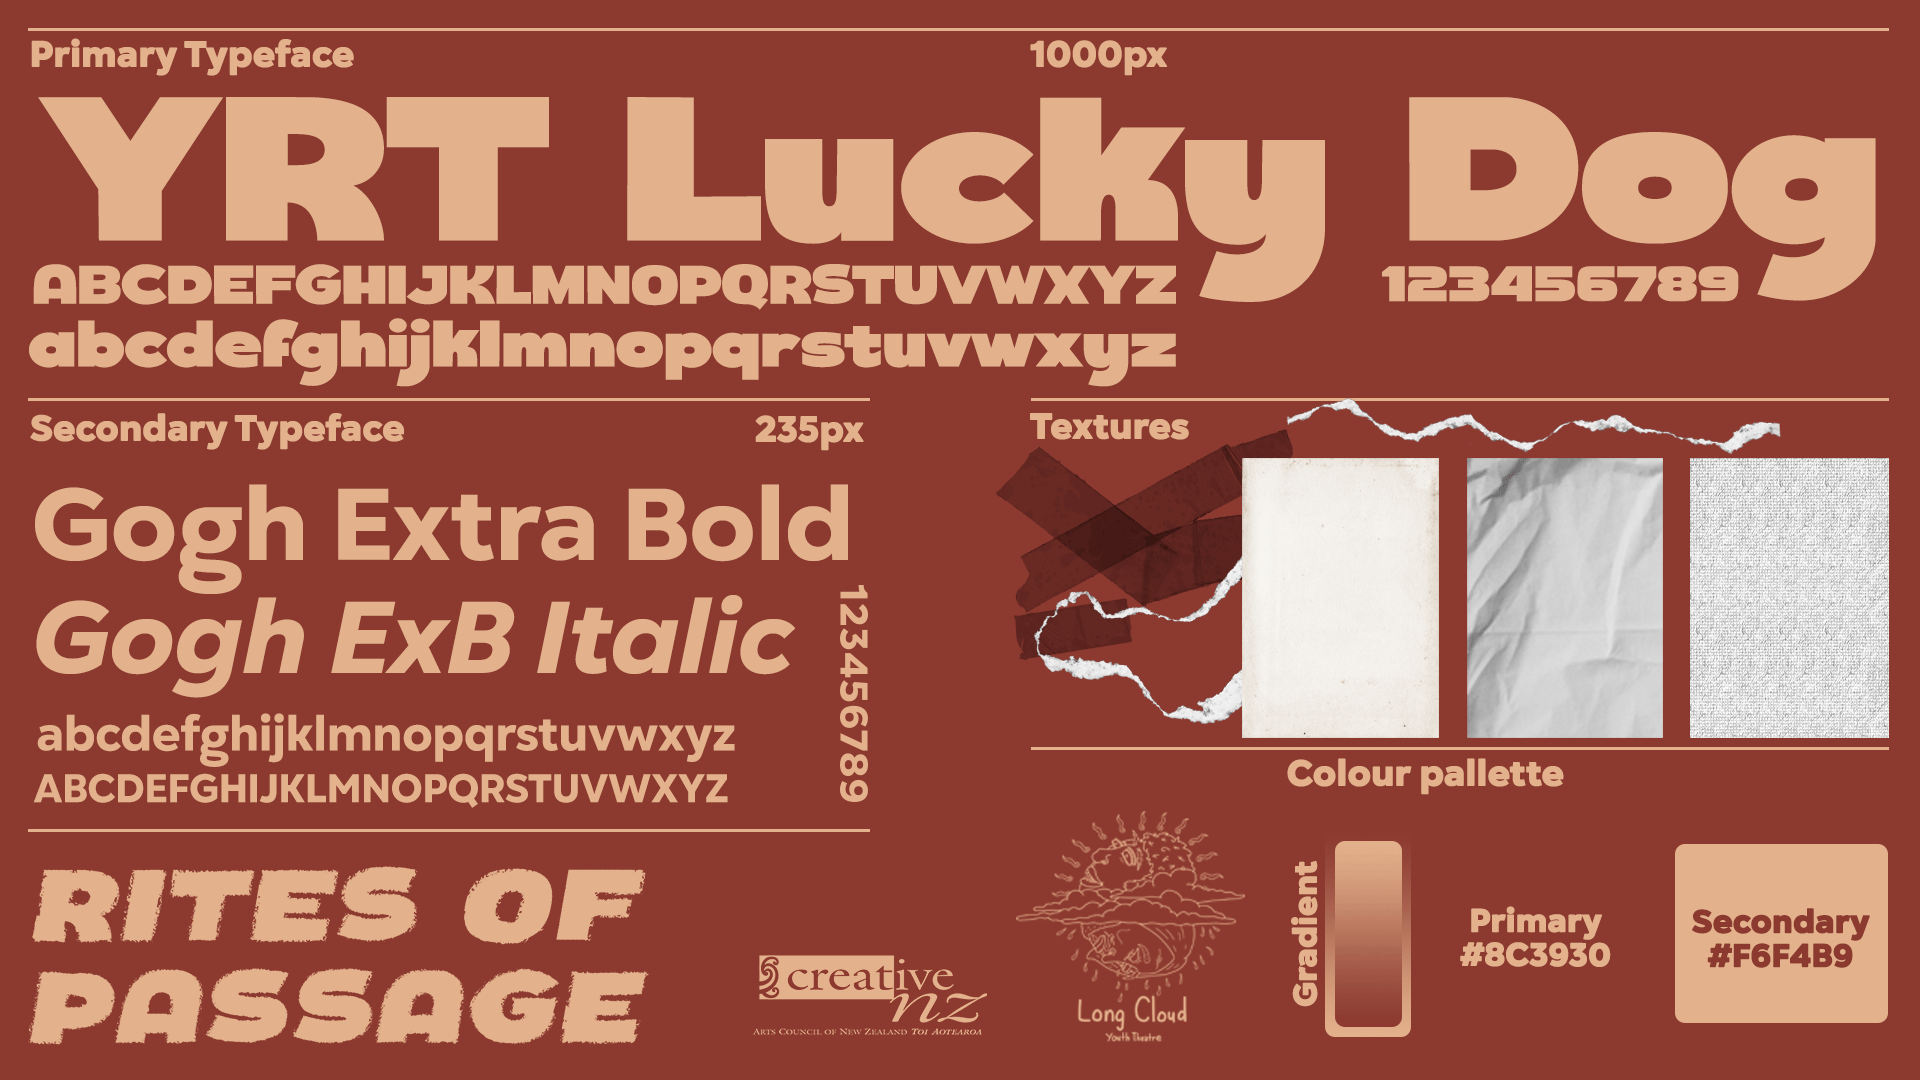 Primary Typeface
1000px
YRT Lucky Dog
ABCDEFGHIJKLMNOPQRSTUVWXYZ
123456789
abcdefghijklmnopqrstuvwxyz
Secondary Typeface
235px
Gogh Extra Bold
Gogh ExB Italic
123456789
abcdefghijklmnopqrstuvwxyz
ABCDEFGHIJKLMNOPQRSTUVWXYZ
Textures
Colour pallette
Gradient
Primary
#8C3930
Secondary
#F6F4B9
RITES OF
PASSAGE
creative
nz
ARTS COUNCIL OF NEW ZEALAND TOI AOTEAROA
Long Cloud
Youth Theatre